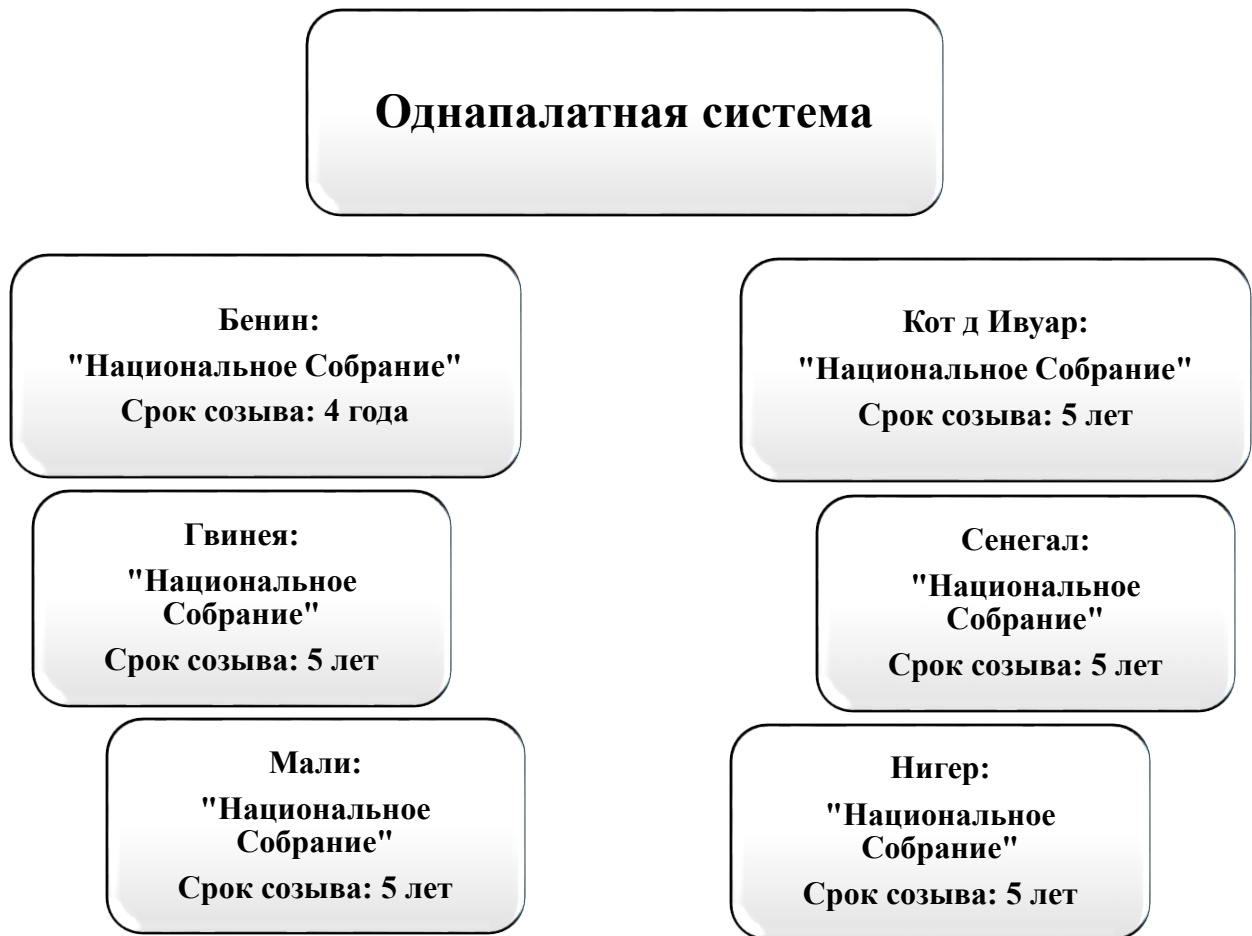 Однапалатная система
Бенин:
"Национальное Собрание"
Срок созыва: 4 года
Кот д Ивуар:
"Национальное Собрание"
Срок созыва: 5 лет
Гвинея:
"Национальное
Собрание"
Срок созыва: 5 лет
Сенегал:
"Национальное
Собрание"
Срок созыва: 5 лет
Мали:
"Национальное
Собрание"
Срок созыва: 5 лет
Нигер:
"Национальное
Собрание"
Срок созыва: 5 лет